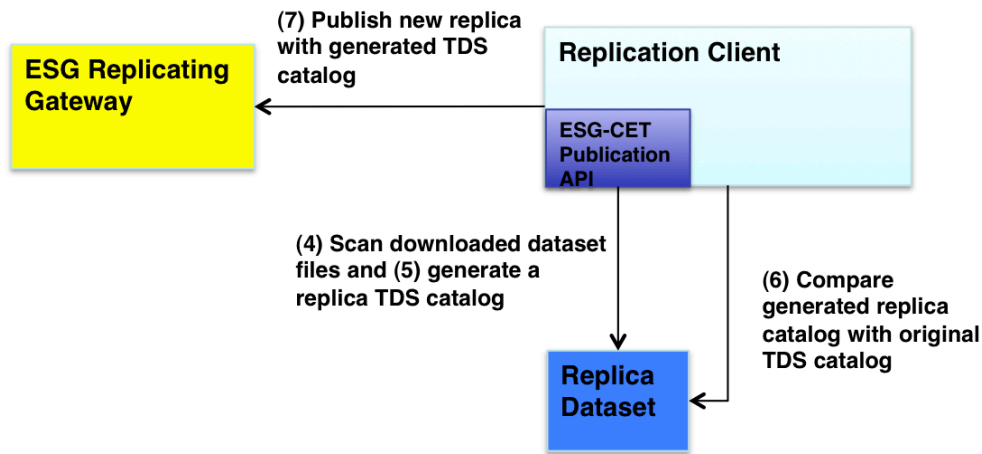 (7) Publish new replica
with generated TDS
catalog
ESG Replicating
Gateway
Replication Client
ESG-CET
Publication
API
(4) Scan downloaded dataset
files and (5) generate a
replica TDS catalog
(6) Compare
generated replica
catalog with original
TDS catalog
Replica
Dataset